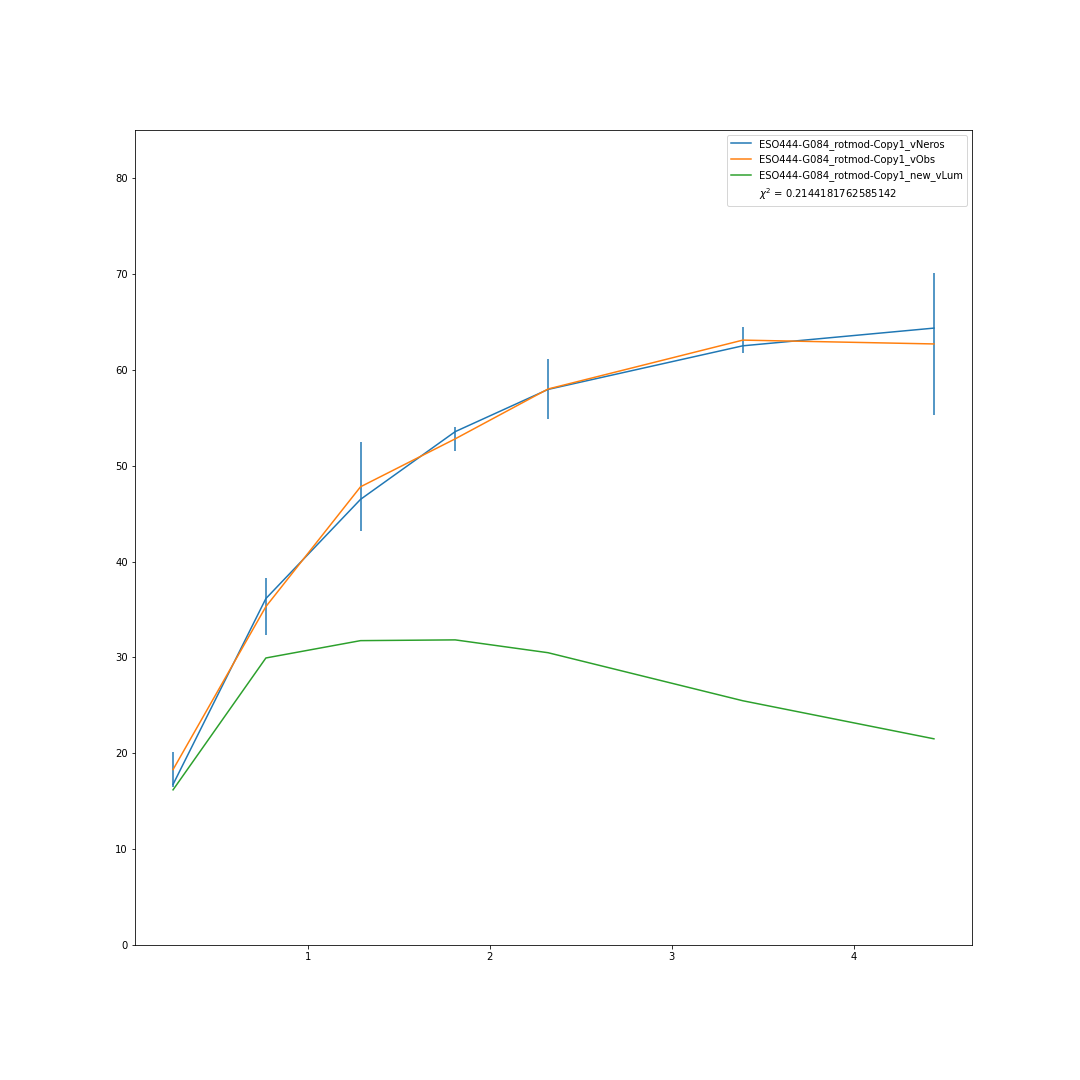 ESO444-G084_rotmod-Copy1_vNeros
ESO444-G084_rotmod-Copy1_vObs
ESO444-G084_rotmod-Copy1_new_vLum
χ² = 0.2144181762585142
80
70
60
50
40
30
20
10
0
1 2 3 4